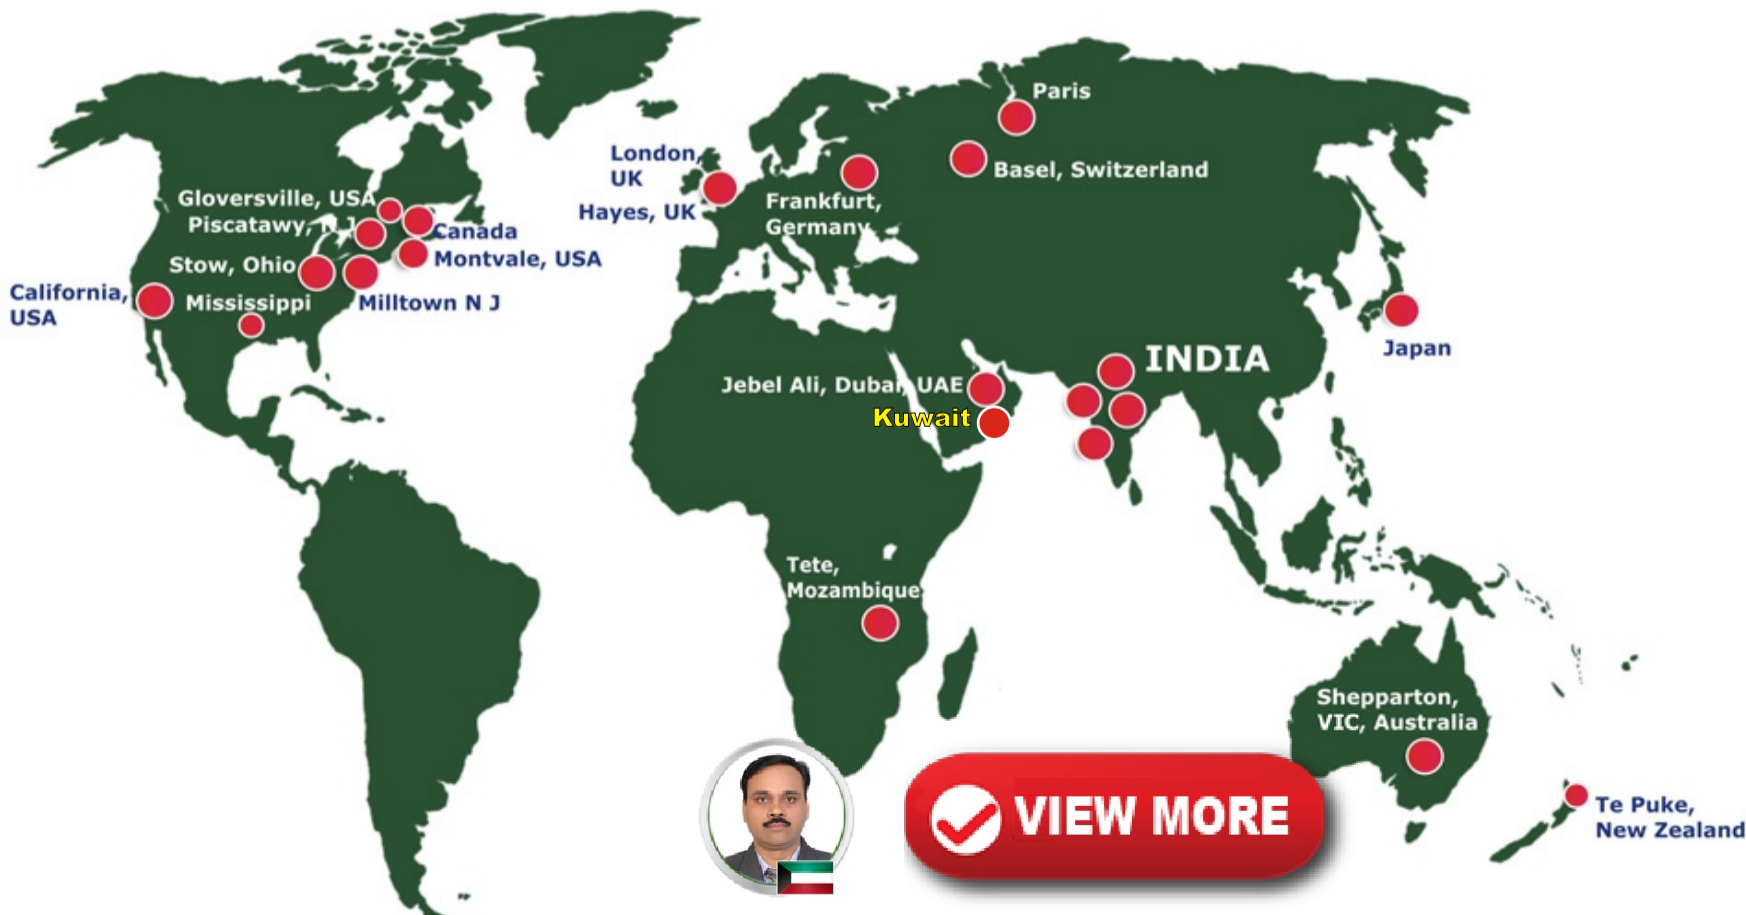 Paris
London,
UK
Basel, Switzerland
Gloversville, USA
Frankfurt,
Germany
Hayes, UK
Piscatawy, N J
Canada
Montvale, USA
Stow, Ohio
California,
USA
Mississippi
Milltown N J
Japan
INDIA
Jebel Ali, Dubai, UAE
Kuwait
Tete,
Mozambique
Shepparton,
VIC, Australia
VIEW MORE
Te Puke,
New Zealand